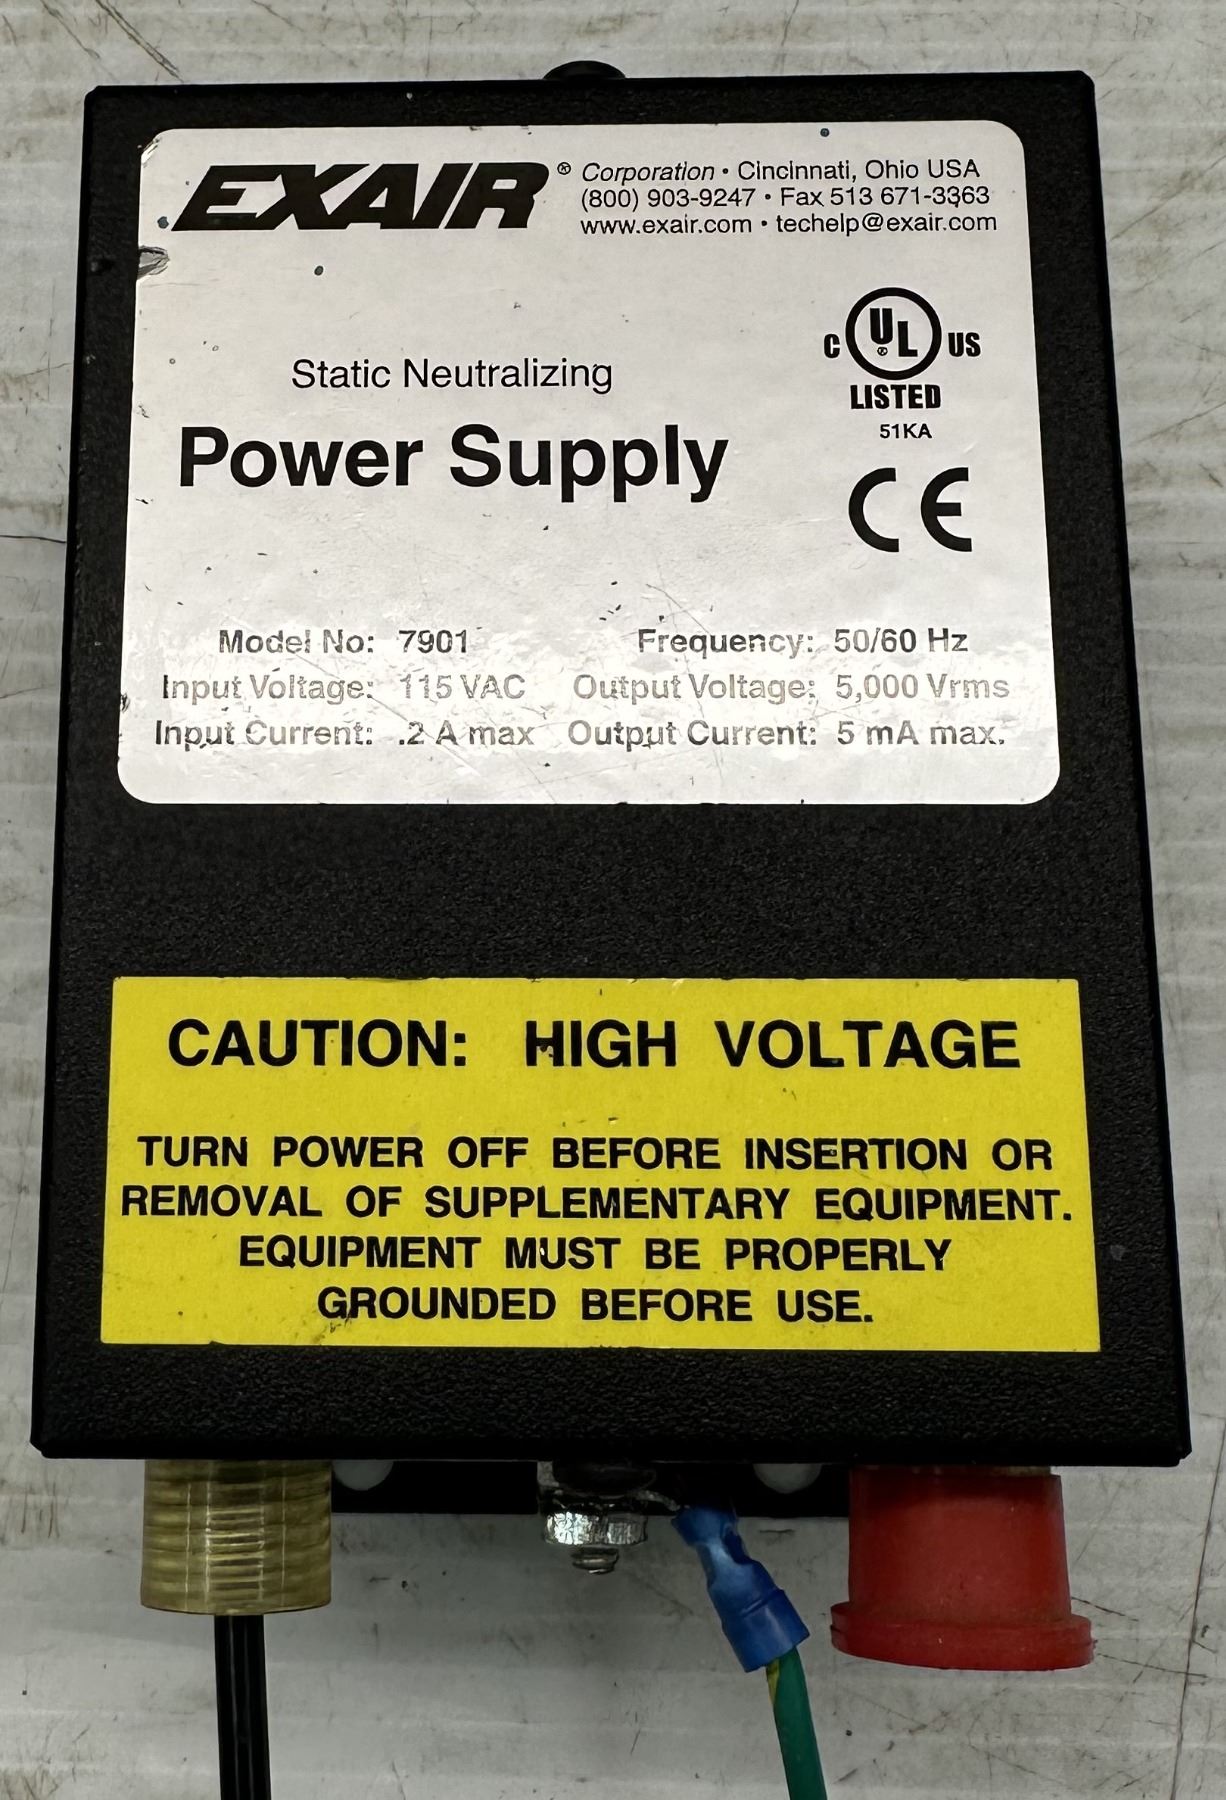 EXAIR® Corporation • Cincinnati, Ohio USA
(800) 903-9247 • Fax 513 671-3363
www.exair.com • techelp@exair.com
C UL® US
LISTED
51KA
Static Neutralizing
Power Supply
CE
Model No: 7901 Frequency: 50/60 Hz
Input Voltage: 115 VAC Output Voltage: 5,000 Vrms
Input Current: .2 A max Output Current: 5 mA max.
CAUTION: HIGH VOLTAGE
TURN POWER OFF BEFORE INSERTION OR
REMOVAL OF SUPPLEMENTARY EQUIPMENT.
EQUIPMENT MUST BE PROPERLY
GROUNDED BEFORE USE.